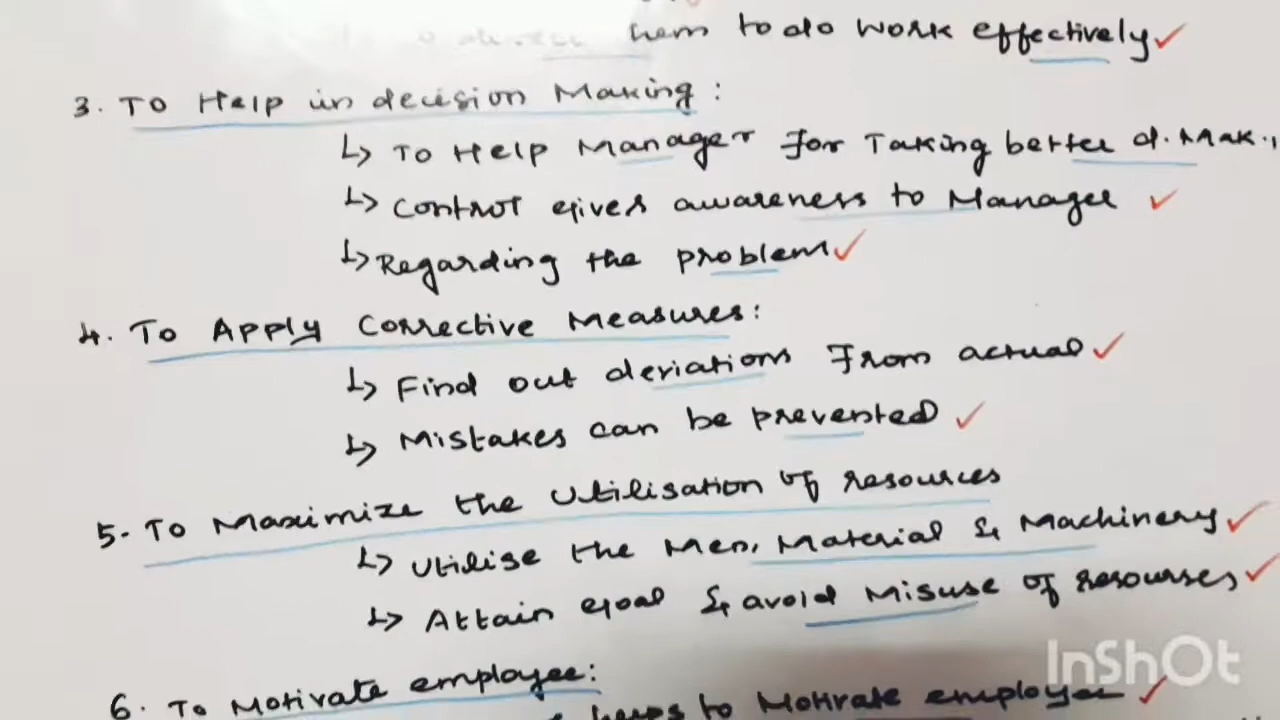 them to do work effectively
3. To Help in decision Making:
↳ To Help Manager for Taking better d. Mak.,
↳ control gives awareness to Manager
↳ Regarding the problem
4. To Apply Corrective Measures:
↳ Find out deviations from actual
↳ Mistakes can be prevented
5. To Maximize the Utilisation of resources
↳ Utilise the Men, Material & Machinery
↳ Attain goal & avoid Misuse of resourses
6. To Motivate employee:
helps to Motivate employee
InShOt